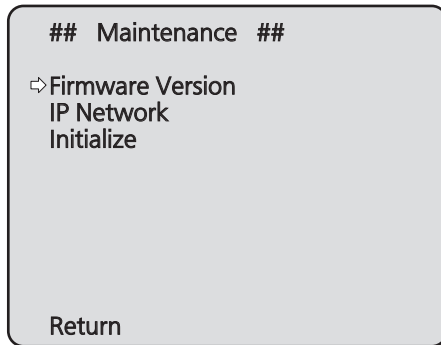 ## Maintenance ##
⇨Firmware Version
IP Network
Initialize
Return